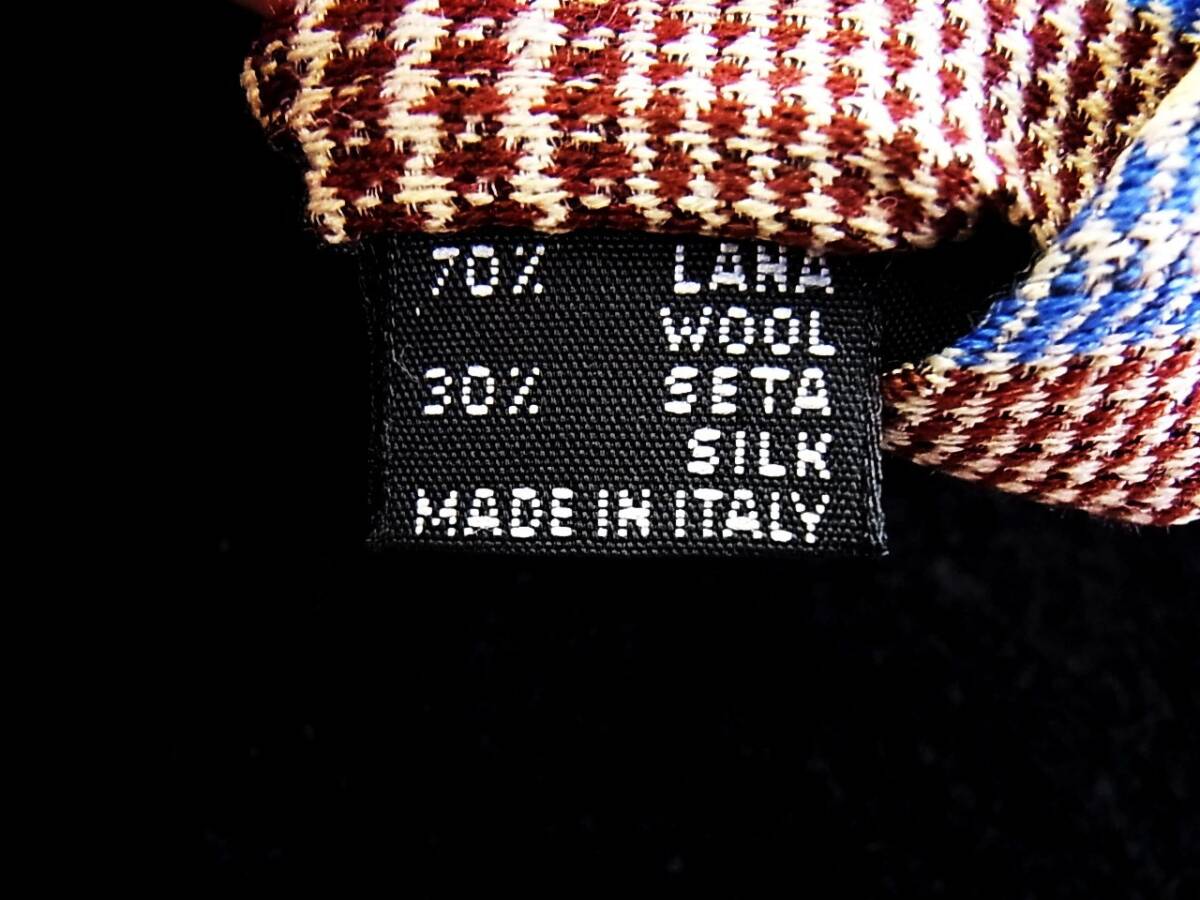 70% LANA
WOOL
30% SETA
SILK
MADE IN ITALY